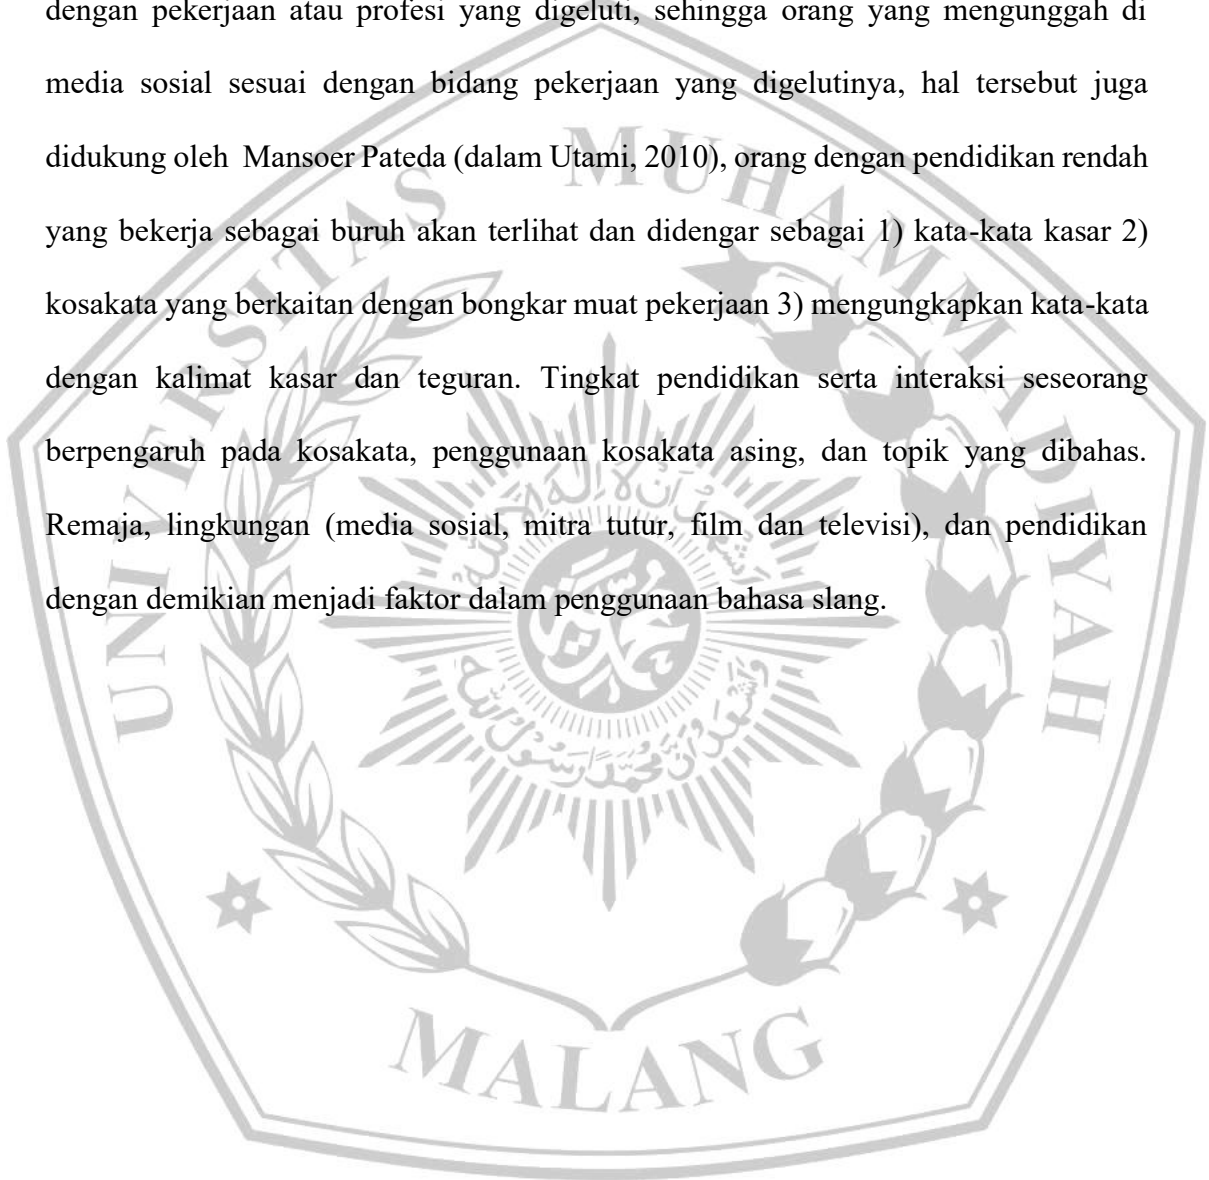 dengan pekerjaan atau profesi yang digeluti, sehingga orang yang mengunggah di
media sosial sesuai dengan bidang pekerjaan yang digelutinya, hal tersebut juga
didukung oleh Mansoer Pateda (dalam Utami, 2010), orang dengan pendidikan rendah
yang bekerja sebagai buruh akan terlihat dan didengar sebagai 1) kata-kata kasar 2)
kosakata yang berkaitan dengan bongkar muat pekerjaan 3) mengungkapkan kata-kata
dengan kalimat kasar dan teguran. Tingkat pendidikan serta interaksi seseorang
berpengaruh pada kosakata, penggunaan kosakata asing, dan topik yang dibahas.
Remaja, lingkungan (media sosial, mitra tutur, film dan televisi), dan pendidikan
dengan demikian menjadi faktor dalam penggunaan bahasa slang.
UNIVERSITAS MUHAMMADIYAH
MALANG